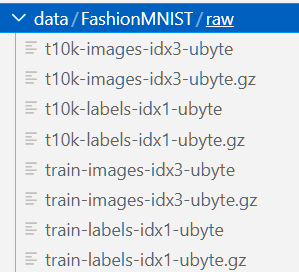 data/FashionMNIST/raw
t10k-images-idx3-ubyte
t10k-images-idx3-ubyte.gz
t10k-labels-idx1-ubyte
t10k-labels-idx1-ubyte.gz
train-images-idx3-ubyte
train-images-idx3-ubyte.gz
train-labels-idx1-ubyte
train-labels-idx1-ubyte.gz